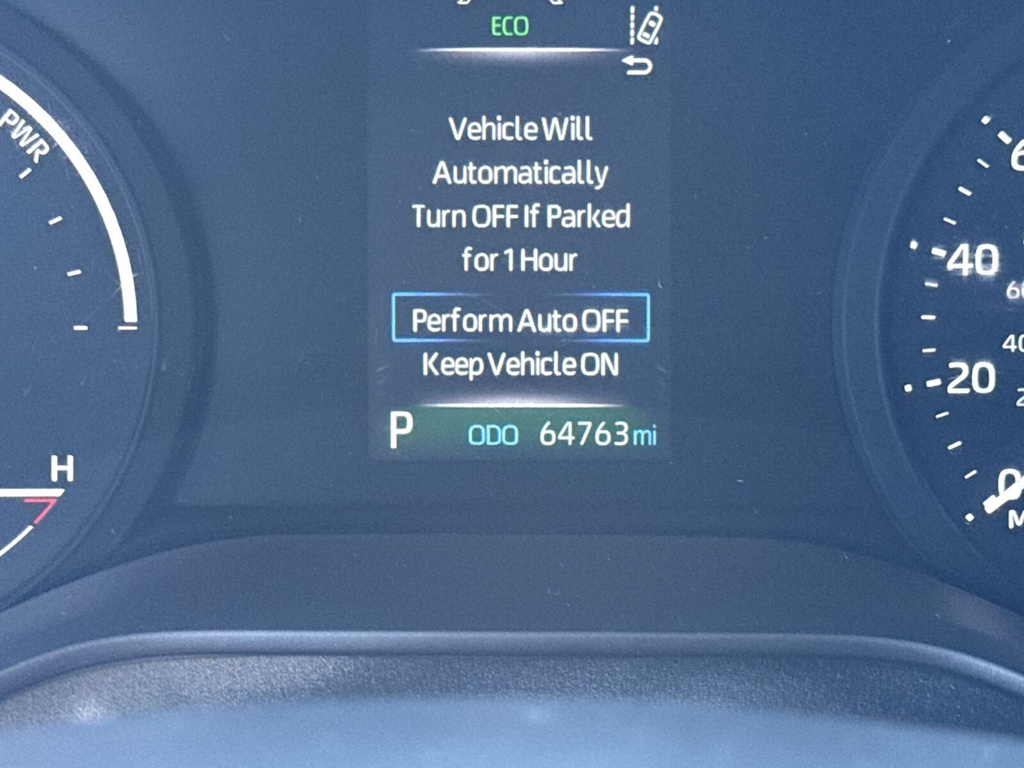 ECO
PWR
Vehicle Will
Automatically
Turn OFF If Parked
for 1 Hour
Perform Auto OFF
Keep Vehicle ON
P ODO 64763 mi
H
40
20
0